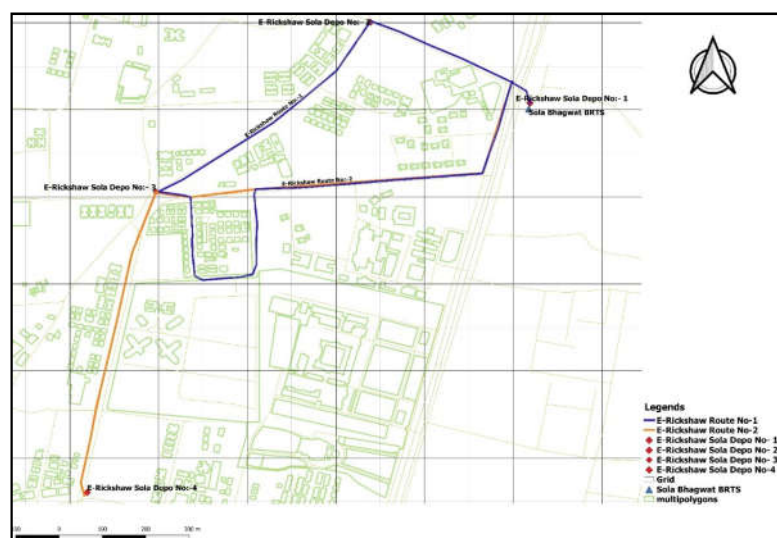 E-Rickshaw Sola Depo No:- 2
E-Rickshaw Sola Depo No:- 1
Sola Bhagwat BRTS
E-Rickshaw Route No:-1
E-Rickshaw Route No:-2
E-Rickshaw Sola Depo No:- 3
E-Rickshaw Sola Depo No:-4
Legends
E-Rickshaw Route No-1
E-Rickshaw Route No-2
E-Rickshaw Sola Depo No- 1
E-Rickshaw Sola Depo No- 2
E-Rickshaw Sola Depo No- 3
E-Rickshaw Sola Depo No-4
Grid
Sola Bhagwat BRTS
multipolygons
0